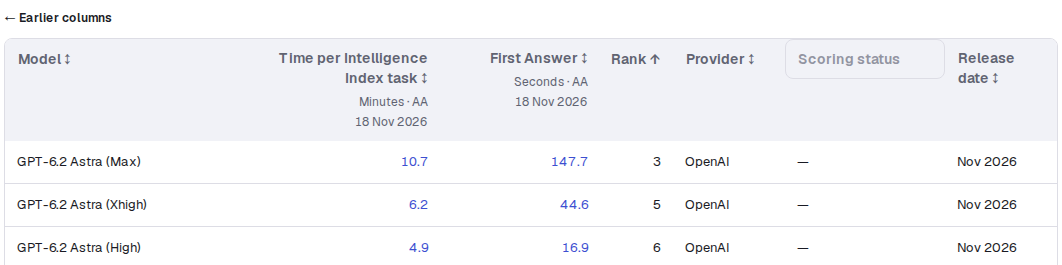 ← Earlier columns
Model ↕ Time per Intelligence Index task ↕ Minutes · AA 18 Nov 2026 First Answer ↕ Seconds · AA 18 Nov 2026 Rank ↑ Provider ↕ Scoring status Release date ↕
GPT-6.2 Astra (Max) 10.7 147.7 3 OpenAI — Nov 2026
GPT-6.2 Astra (Xhigh) 6.2 44.6 5 OpenAI — Nov 2026
GPT-6.2 Astra (High) 4.9 16.9 6 OpenAI — Nov 2026